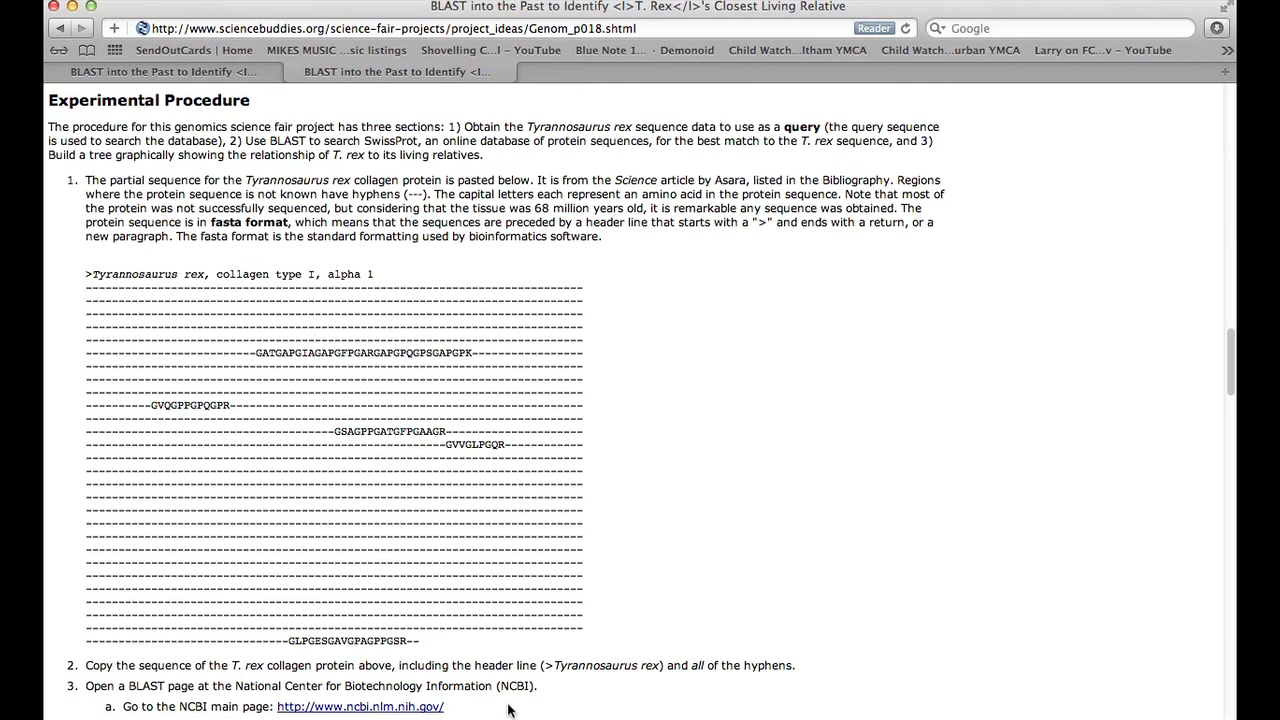 BLAST into the Past to Identify <I>T. Rex</I>'s Closest Living Relative
http://www.sciencebuddies.org/science-fair-projects/project_ideas/Genom_p018.shtml Reader Google
SendOutCards | Home MIKES MUSIC ...sic listings Shovelling C...l - YouTube Blue Note 1... - Demonoid Child Watch...ltham YMCA Child Watch...urban YMCA Larry on FC...v - YouTube
BLAST into the Past to Identify <I... BLAST into the Past to Identify <I...
Experimental Procedure
The procedure for this genomics science fair project has three sections: 1) Obtain the Tyrannosaurus rex sequence data to use as a query (the query sequence
is used to search the database), 2) Use BLAST to search SwissProt, an online database of protein sequences, for the best match to the T. rex sequence, and 3)
Build a tree graphically showing the relationship of T. rex to its living relatives.
1. The partial sequence for the Tyrannosaurus rex collagen protein is pasted below. It is from the Science article by Asara, listed in the Bibliography. Regions
where the protein sequence is not known have hyphens (---). The capital letters each represent an amino acid in the protein sequence. Note that most of
the protein was not successfully sequenced, but considering that the tissue was 68 million years old, it is remarkable any sequence was obtained. The
protein sequence is in fasta format, which means that the sequences are preceded by a header line that starts with a ">" and ends with a return, or a
new paragraph. The fasta format is the standard formatting used by bioinformatics software.
>Tyrannosaurus rex, collagen type I, alpha 1
--------------------------GATGAPGIAGAPGFPGARGAPGPQGPSGAPGPK-----------------
----------GVQGPPGPQGPR------------------------------------------------------
--------------------------------------GSAGPPGATGFPGAAGR---------------------
-------------------------------------------------------GVVGLPGQR------------
-------------------------------GLPGESGAVGPAGPPGSR--
2. Copy the sequence of the T. rex collagen protein above, including the header line (>Tyrannosaurus rex) and all of the hyphens.
3. Open a BLAST page at the National Center for Biotechnology Information (NCBI).
a. Go to the NCBI main page: http://www.ncbi.nlm.nih.gov/